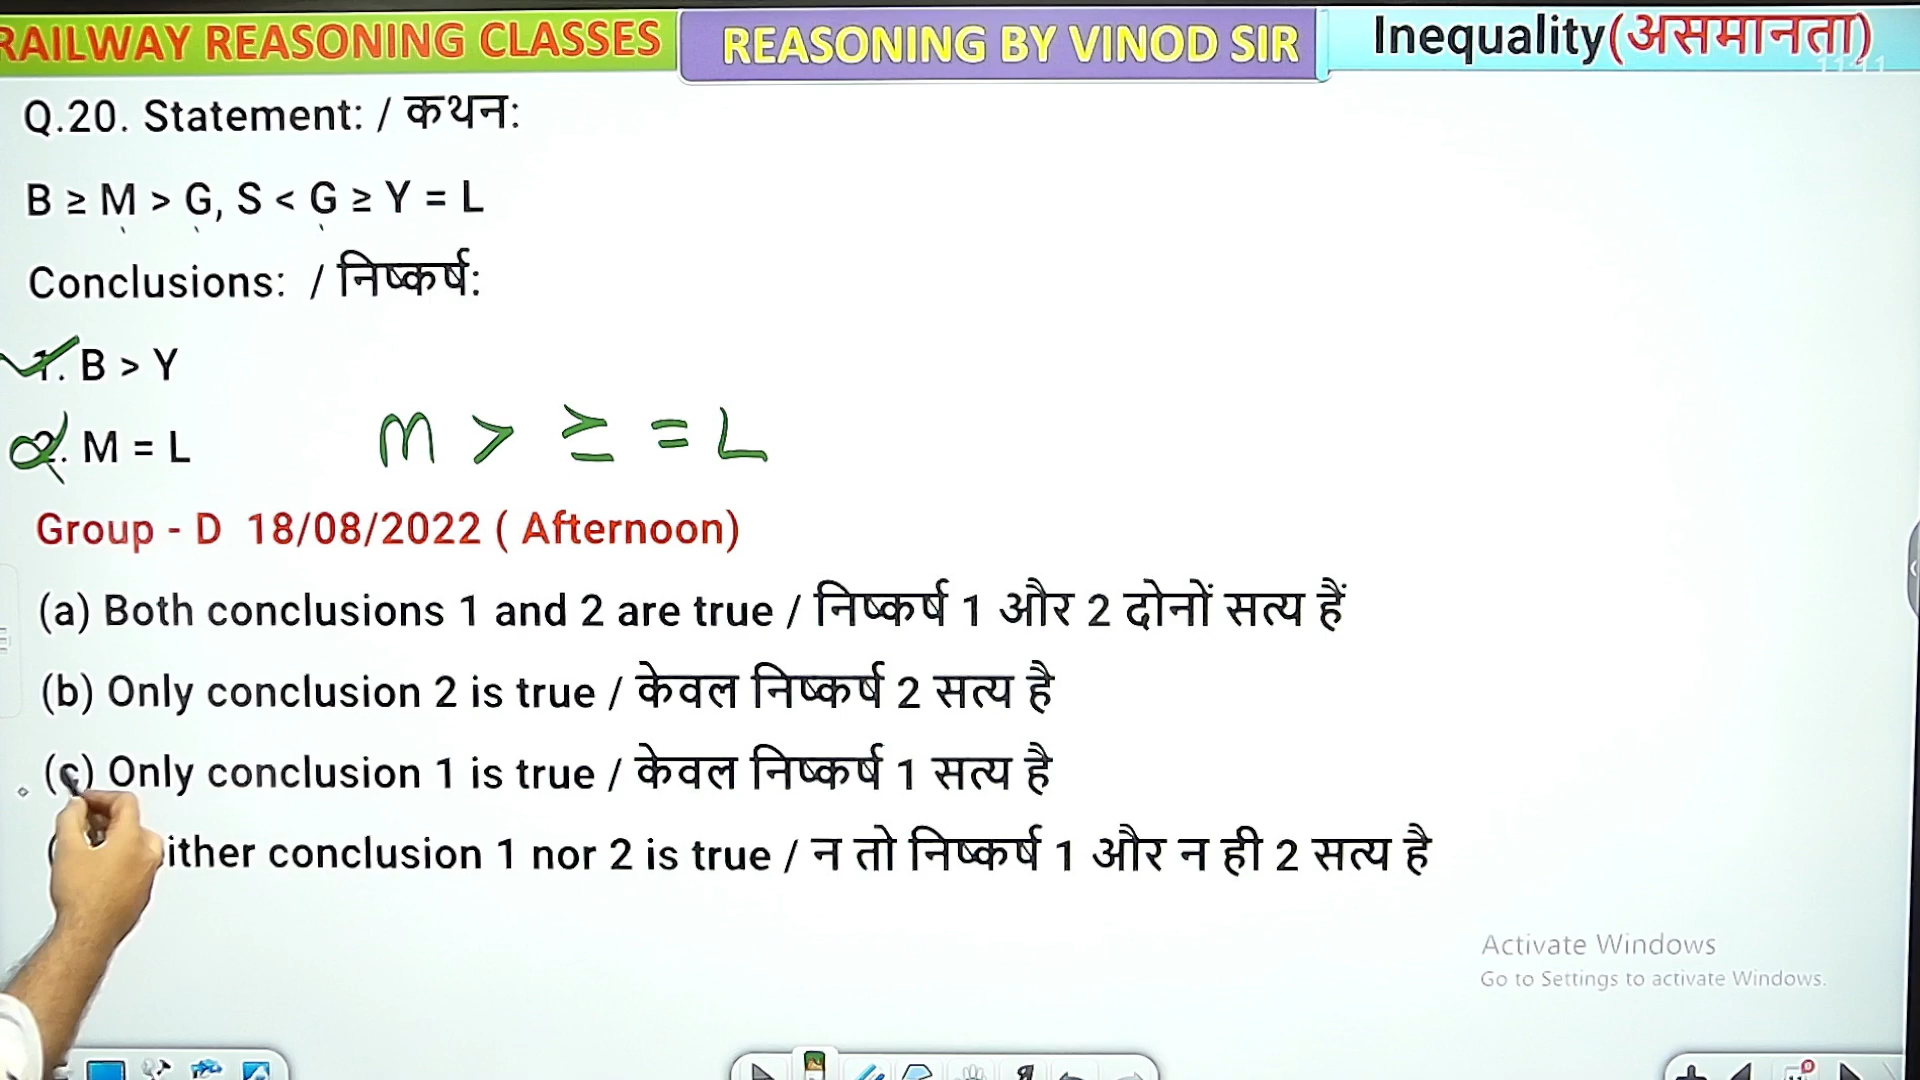 RAILWAY REASONING CLASSES
REASONING BY VINOD SIR
Inequality(असमानता)
11:11
Q.20. Statement: / कथन:
B ≥ M > G, S < G ≥ Y = L
Conclusions: / निष्कर्ष:
1. B > Y
2. M = L
M > ≥ = L
Group - D 18/08/2022 ( Afternoon)
(a) Both conclusions 1 and 2 are true / निष्कर्ष 1 और 2 दोनों सत्य हैं
(b) Only conclusion 2 is true / केवल निष्कर्ष 2 सत्य है
(c) Only conclusion 1 is true / केवल निष्कर्ष 1 सत्य है
ither conclusion 1 nor 2 is true / न तो निष्कर्ष 1 और न ही 2 सत्य है
Activate Windows
Go to Settings to activate Windows.